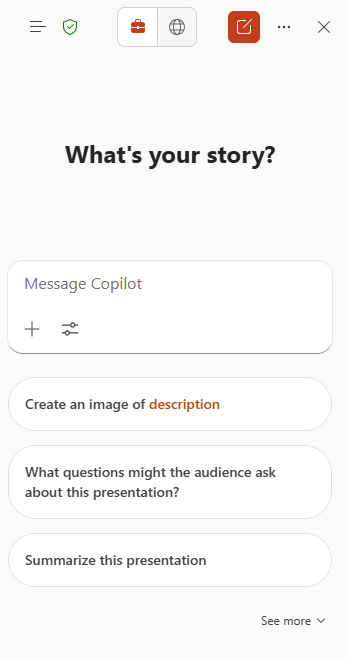 What's your story?
Message Copilot
Create an image of description
What questions might the audience ask
about this presentation?
Summarize this presentation
See more